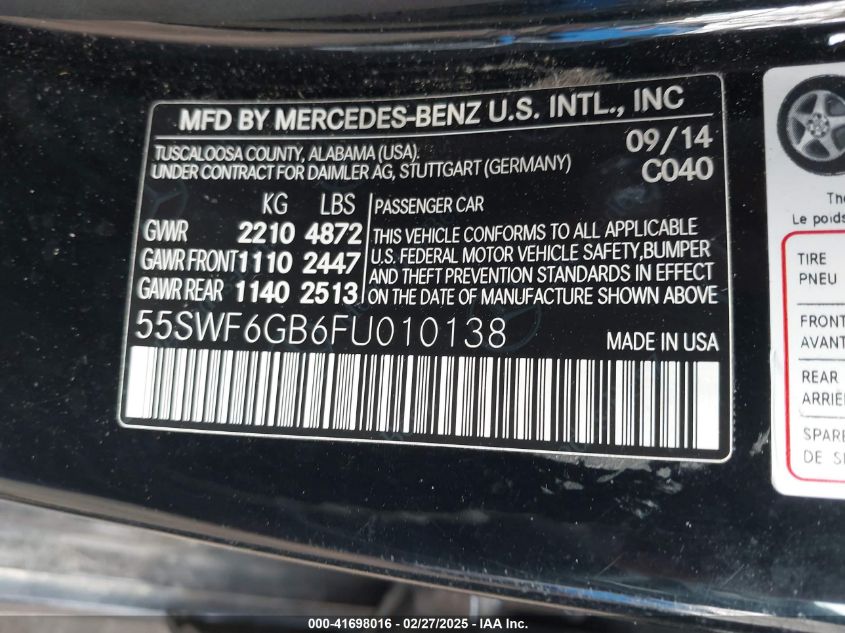 MFD BY MERCEDES-BENZ U.S. INTL., INC
TUSCALOOSA COUNTY, ALABAMA (USA).
UNDER CONTRACT FOR DAIMLER AG, STUTTGART (GERMANY)
09/14
C040
KG LBS
GVWR 2210 4872
GAWR FRONT 1110 2447
GAWR REAR 1140 2513
PASSENGER CAR
THIS VEHICLE CONFORMS TO ALL APPLICABLE
U.S. FEDERAL MOTOR VEHICLE SAFETY,BUMPER
AND THEFT PREVENTION STANDARDS IN EFFECT
ON THE DATE OF MANUFACTURE SHOWN ABOVE
55SWF6GB6FU010138
MADE IN USA
The
Le poids
TIRE
PNEU
FRONT
AVANT
REAR
ARRIÈ
SPARE
DE S
000-41698016 - 02/27/2025 - IAA Inc.